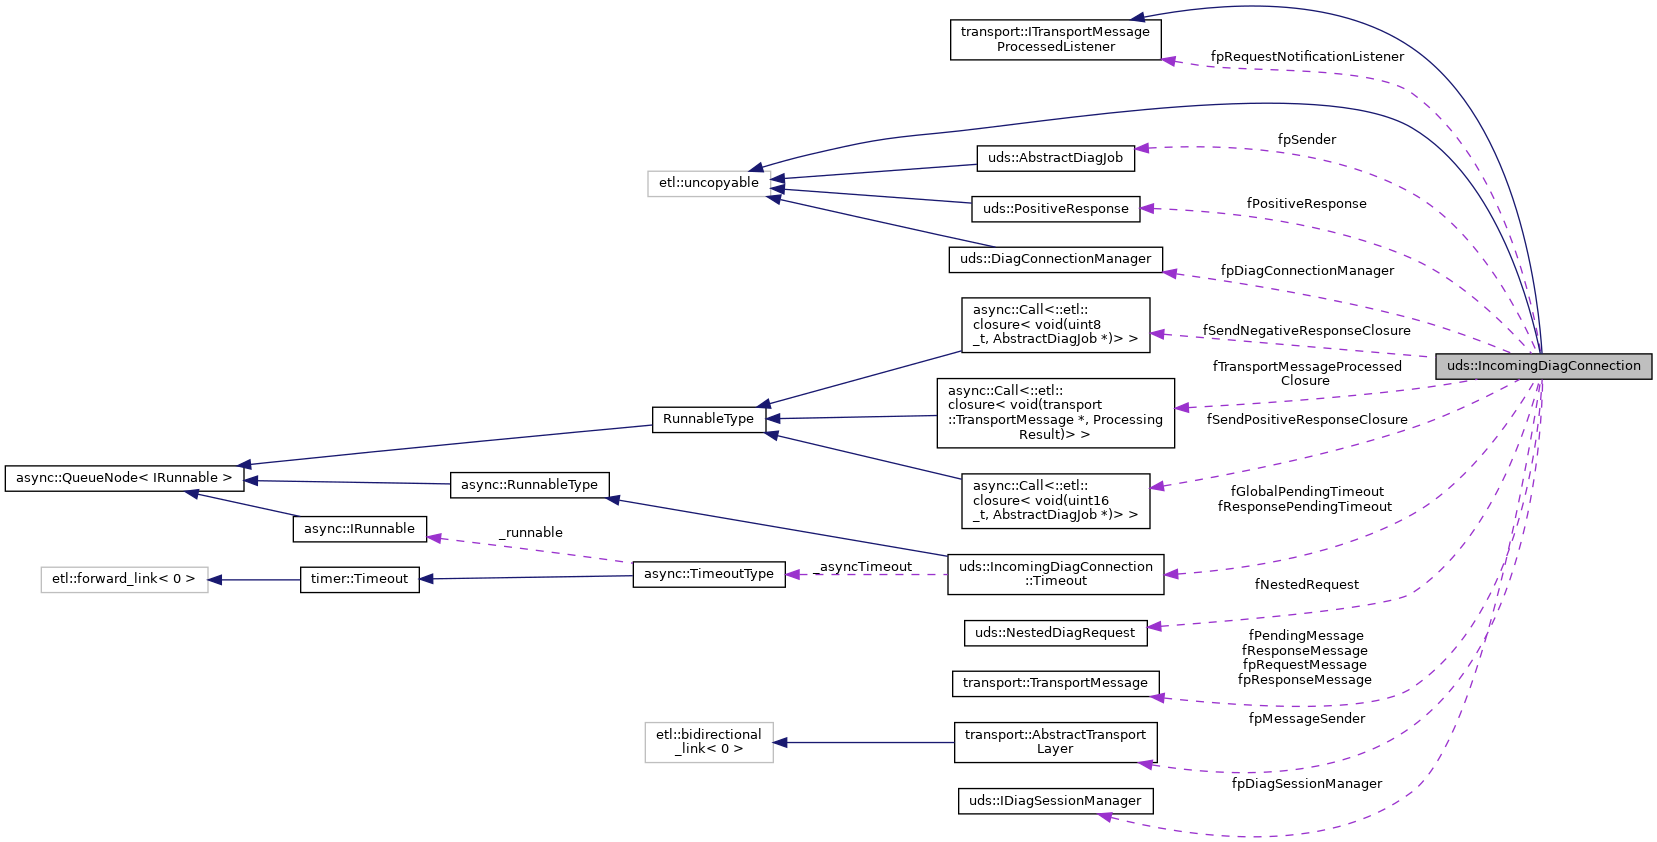 transport::ITransportMessage
ProcessedListener
fpRequestNotificationListener
fpSender
uds::AbstractDiagJob
etl::uncopyable
fPositiveResponse
uds::PositiveResponse
uds::DiagConnectionManager
fpDiagConnectionManager
async::Call<::etl::
closure< void(uint8
_t, AbstractDiagJob *)> >
fSendNegativeResponseClosure
uds::IncomingDiagConnection
fTransportMessageProcessed
Closure
async::Call<::etl::
closure< void(transport
::TransportMessage *, Processing
Result)> >
RunnableType
fSendPositiveResponseClosure
async::QueueNode< IRunnable >
async::RunnableType
async::Call<::etl::
closure< void(uint16
_t, AbstractDiagJob *)> >
fGlobalPendingTimeout
fResponsePendingTimeout
async::IRunnable
_runnable
etl::forward_link< 0 >
timer::Timeout
async::TimeoutType
_asyncTimeout
uds::IncomingDiagConnection
::Timeout
fNestedRequest
uds::NestedDiagRequest
fPendingMessage
fResponseMessage
fpRequestMessage
fpResponseMessage
transport::TransportMessage
fpMessageSender
etl::bidirectional
_link< 0 >
transport::AbstractTransport
Layer
fpDiagSessionManager
uds::IDiagSessionManager